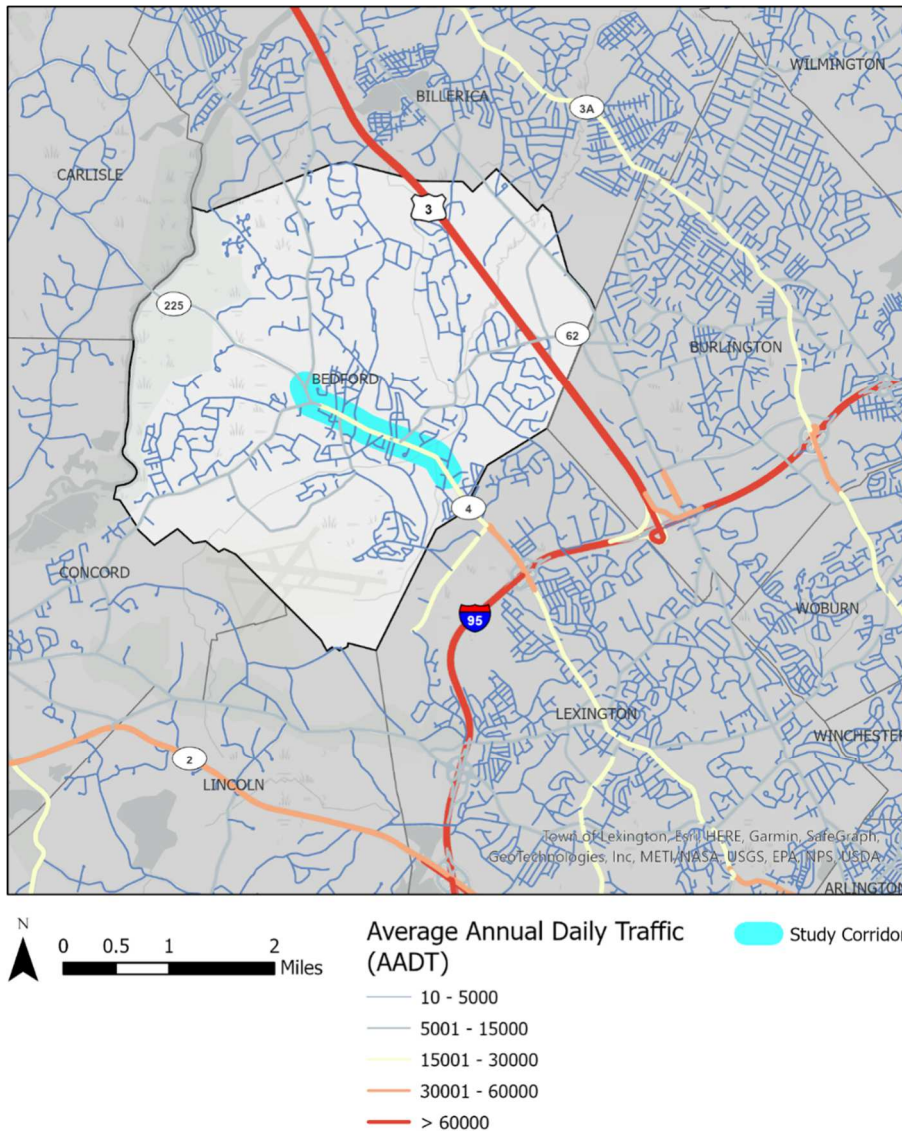 WILMINGTON
BILLERICA
3A
CARLISLE
3
225
62
BURLINGTON
BEDFORD
4
CONCORD
95
WOBURN
LEXINGTON
WINCHESTER
2
LINCOLN
Town of Lexington, Esri, HERE, Garmin, SafeGraph,
GeoTechnologies, Inc, METI/NASA, USGS, EPA, NPS, USDA
ARLINGTON
N
0 0.5 1 2
Miles
Average Annual Daily Traffic
(AADT)
10 - 5000
5001 - 15000
15001 - 30000
30001 - 60000
> 60000
Study Corridor